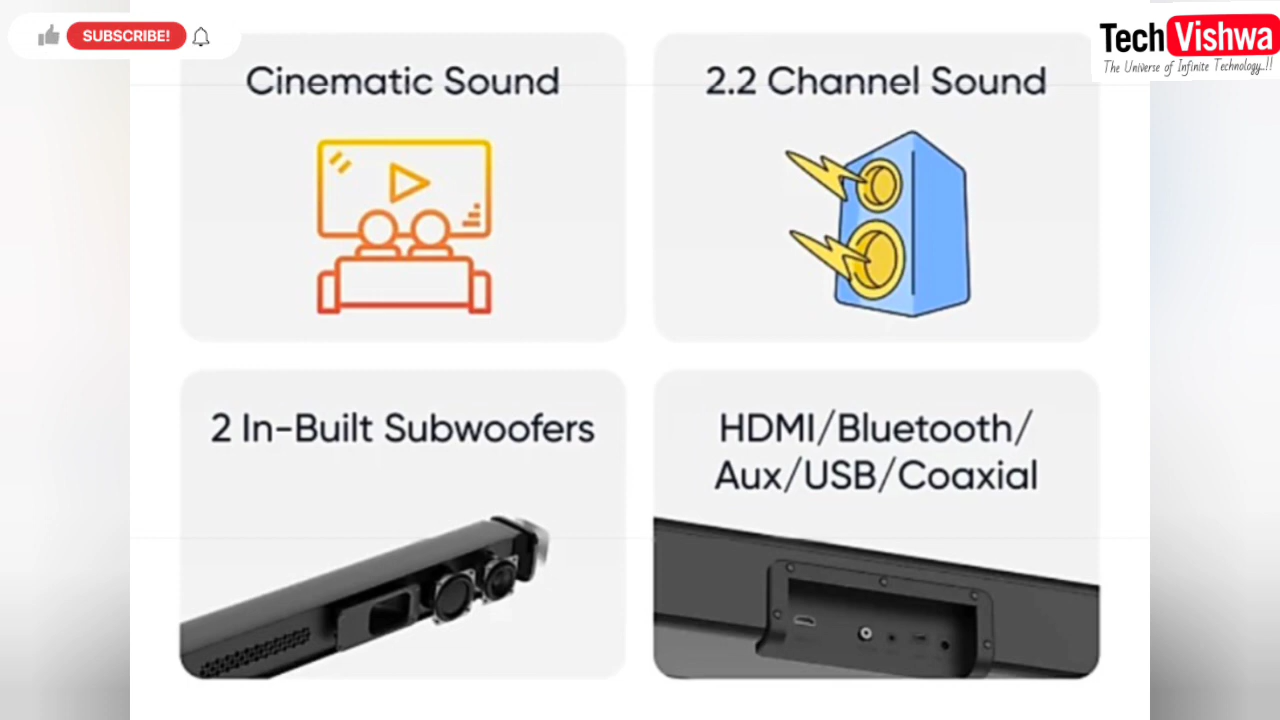 SUBSCRIBE!
Tech Vishwa
The Universe of Infinite Technology..!!
Cinematic Sound
2.2 Channel Sound
2 In-Built Subwoofers
HDMI/Bluetooth/
Aux/USB/Coaxial